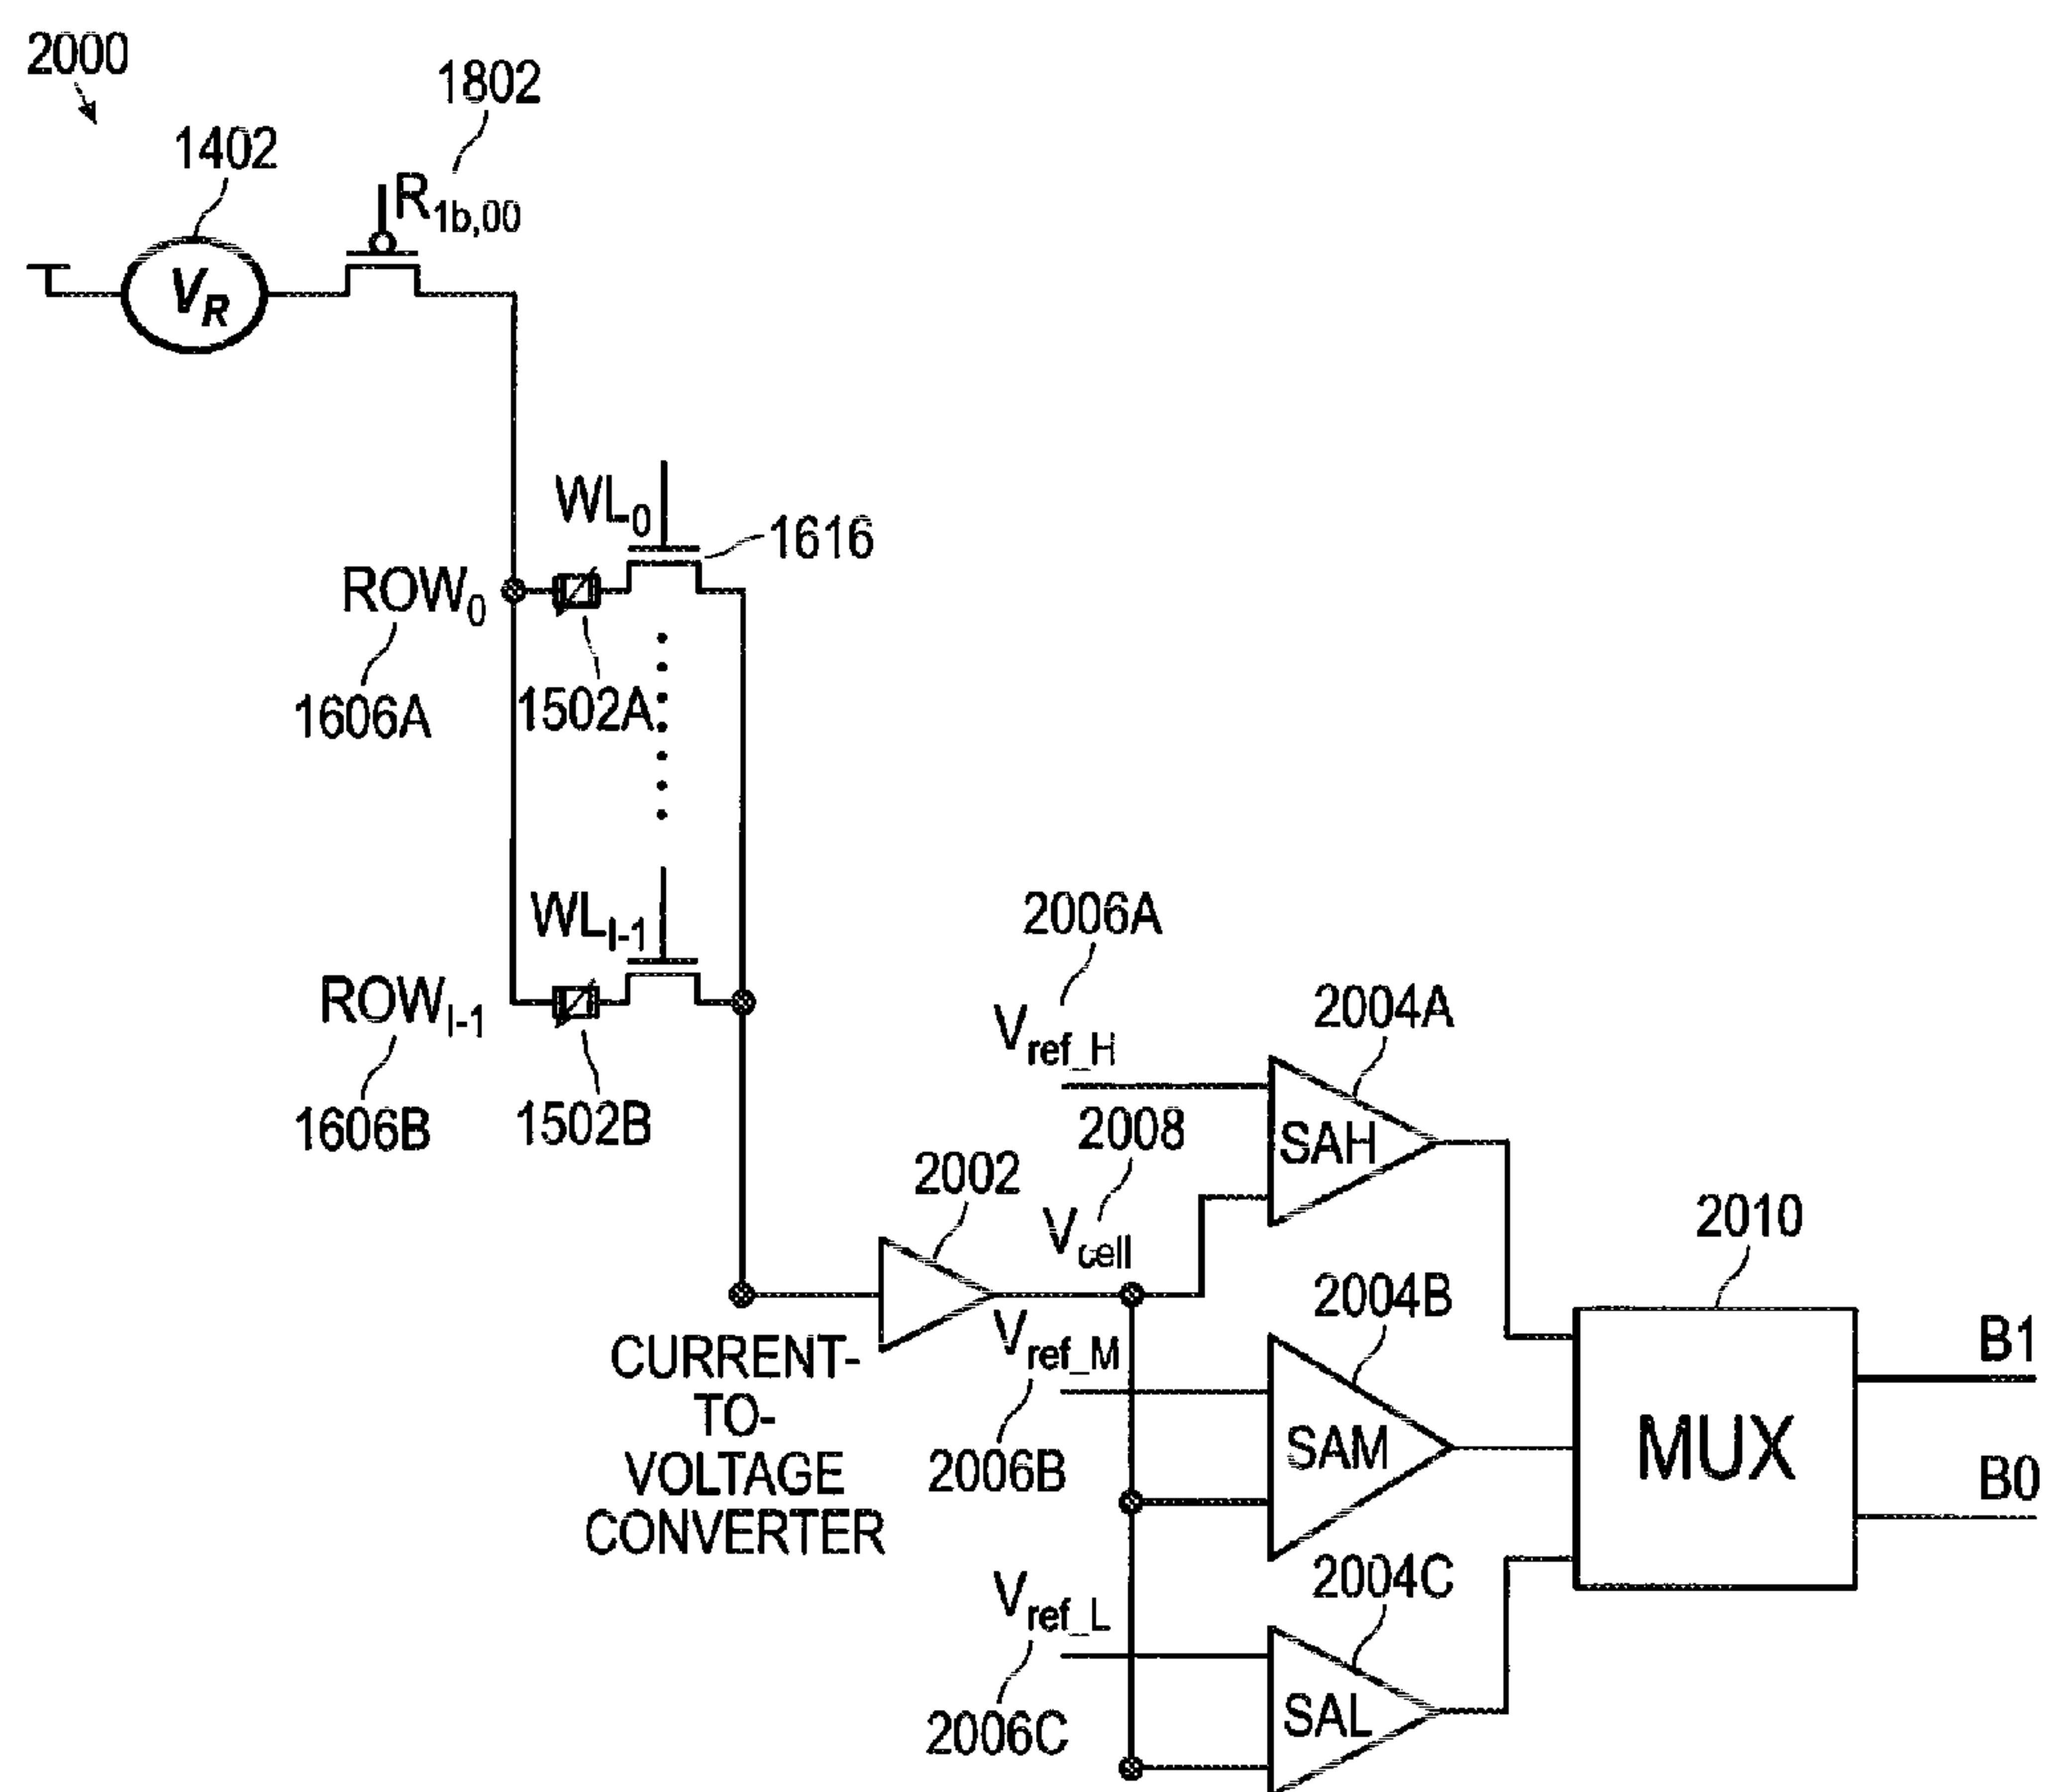 2000
1802
1402
R1b,00
VR
WL0
1616
ROW0
1606A
1502A
WLI-1
ROWI-1
1606B
1502B
2006A
Vref_H
2004A
SAH
2008
Vcell
2002
CURRENT-
TO-
VOLTAGE
CONVERTER
Vref_M
2006B
2004B
SAM
2010
MUX
B1
B0
Vref_L
2006C
2004C
SAL